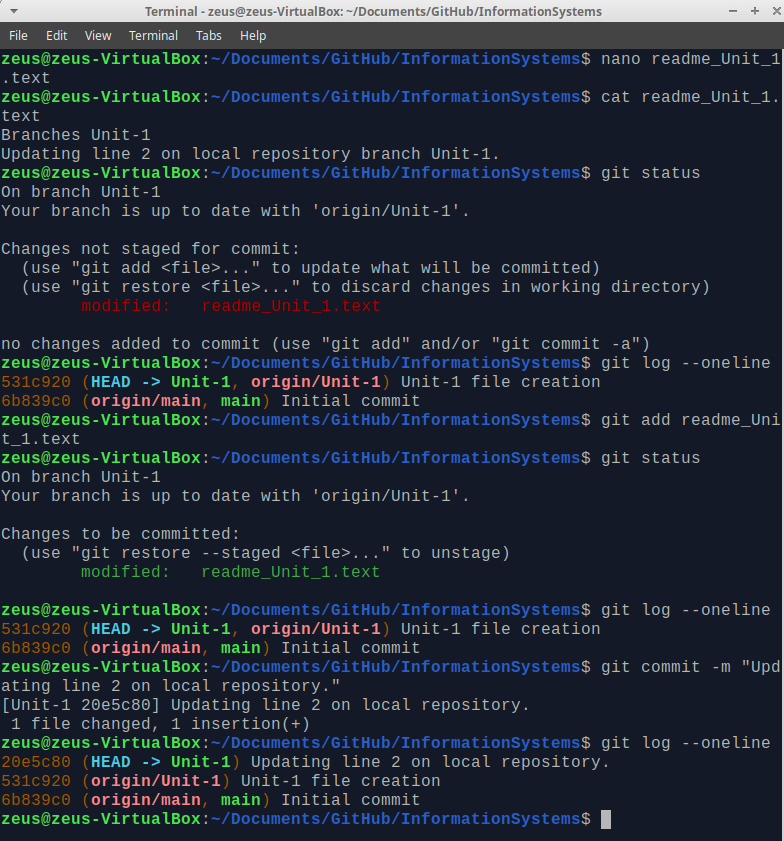 Terminal - zeus@zeus-VirtualBox: ~/Documents/GitHub/InformationSystems
File Edit View Terminal Tabs Help
zeus@zeus-VirtualBox:~/Documents/GitHub/InformationSystems$ nano readme_Unit_1
.text
zeus@zeus-VirtualBox:~/Documents/GitHub/InformationSystems$ cat readme_Unit_1.
text
Branches Unit-1
Updating line 2 on local repository branch Unit-1.
zeus@zeus-VirtualBox:~/Documents/GitHub/InformationSystems$ git status
On branch Unit-1
Your branch is up to date with 'origin/Unit-1'.

Changes not staged for commit:
  (use "git add <file>..." to update what will be committed)
  (use "git restore <file>..." to discard changes in working directory)
        modified:   readme_Unit_1.text

no changes added to commit (use "git add" and/or "git commit -a")
zeus@zeus-VirtualBox:~/Documents/GitHub/InformationSystems$ git log --oneline
531c920 (HEAD -> Unit-1, origin/Unit-1) Unit-1 file creation
6b839c0 (origin/main, main) Initial commit
zeus@zeus-VirtualBox:~/Documents/GitHub/InformationSystems$ git add readme_Uni
t_1.text
zeus@zeus-VirtualBox:~/Documents/GitHub/InformationSystems$ git status
On branch Unit-1
Your branch is up to date with 'origin/Unit-1'.

Changes to be committed:
  (use "git restore --staged <file>..." to unstage)
        modified:   readme_Unit_1.text

zeus@zeus-VirtualBox:~/Documents/GitHub/InformationSystems$ git log --oneline
531c920 (HEAD -> Unit-1, origin/Unit-1) Unit-1 file creation
6b839c0 (origin/main, main) Initial commit
zeus@zeus-VirtualBox:~/Documents/GitHub/InformationSystems$ git commit -m "Upd
ating line 2 on local repository."
[Unit-1 20e5c80] Updating line 2 on local repository.
 1 file changed, 1 insertion(+)
zeus@zeus-VirtualBox:~/Documents/GitHub/InformationSystems$ git log --oneline
20e5c80 (HEAD -> Unit-1) Updating line 2 on local repository.
531c920 (origin/Unit-1) Unit-1 file creation
6b839c0 (origin/main, main) Initial commit
zeus@zeus-VirtualBox:~/Documents/GitHub/InformationSystems$